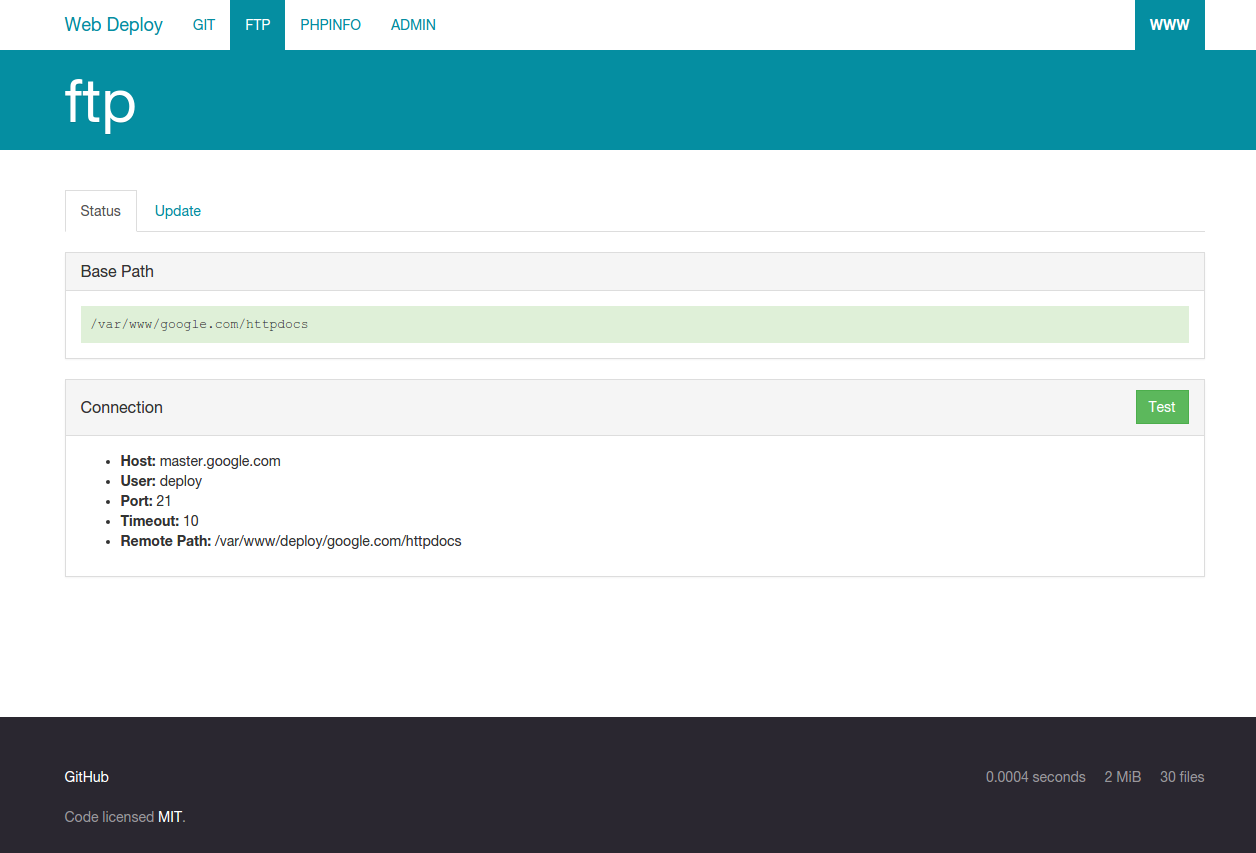 Web Deploy GIT FTP PHPINFO ADMIN WWW
ftp
Status Update
Base Path
/var/www/google.com/httpdocs
Connection Test
Host: master.google.com
User: deploy
Port: 21
Timeout: 10
Remote Path: /var/www/deploy/google.com/httpdocs
GitHub 0.0004 seconds 2 MiB 30 files
Code licensed MIT.